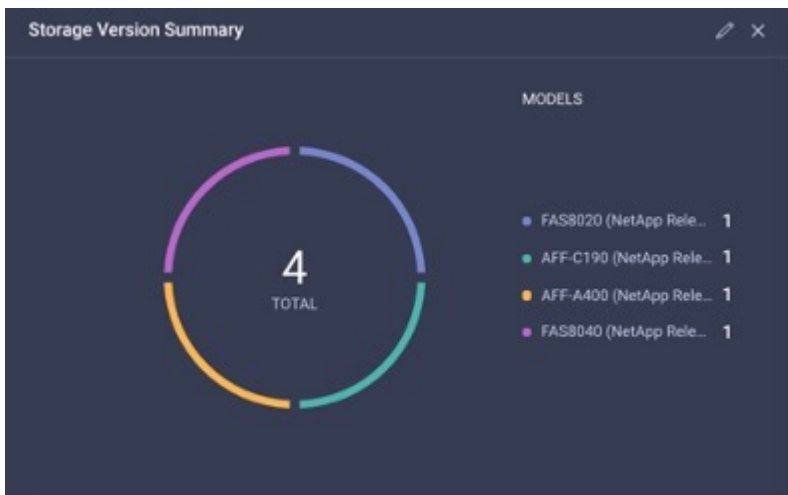 Storage Version Summary
MODELS
FAS8020 (NetApp Rele... 1
AFF-C190 (NetApp Rele... 1
AFF-A400 (NetApp Rele... 1
FAS8040 (NetApp Rele... 1
4
TOTAL